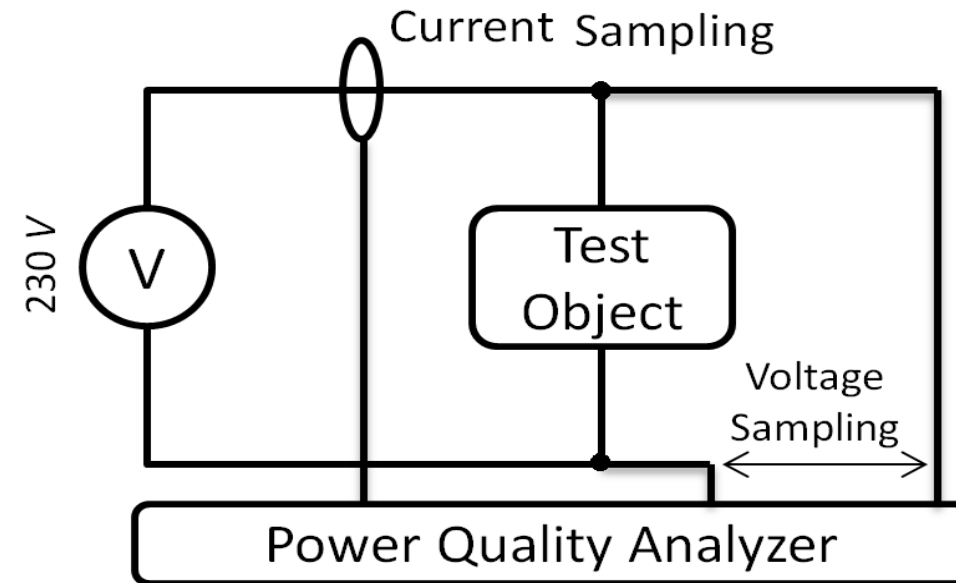 Current Sampling
230 V
V
Test
Object
Voltage
Sampling
Power Quality Analyzer